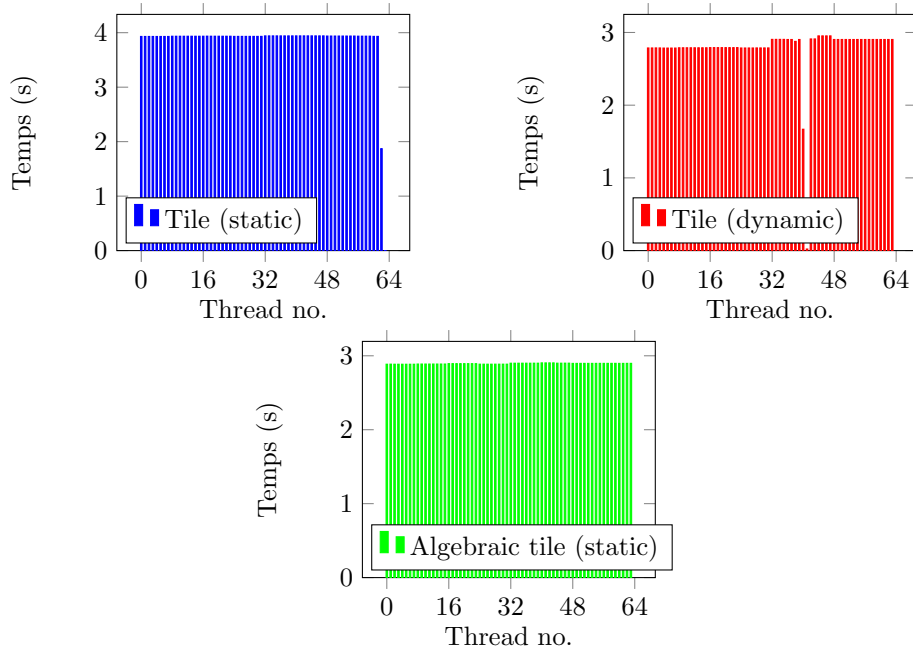 4
3
2
1
0
Temps (s)
Tile (static)
0 16 32 48 64
Thread no.
3
2
1
0
Temps (s)
Tile (dynamic)
0 16 32 48 64
Thread no.
3
2
1
0
Temps (s)
Algebraic tile (static)
0 16 32 48 64
Thread no.